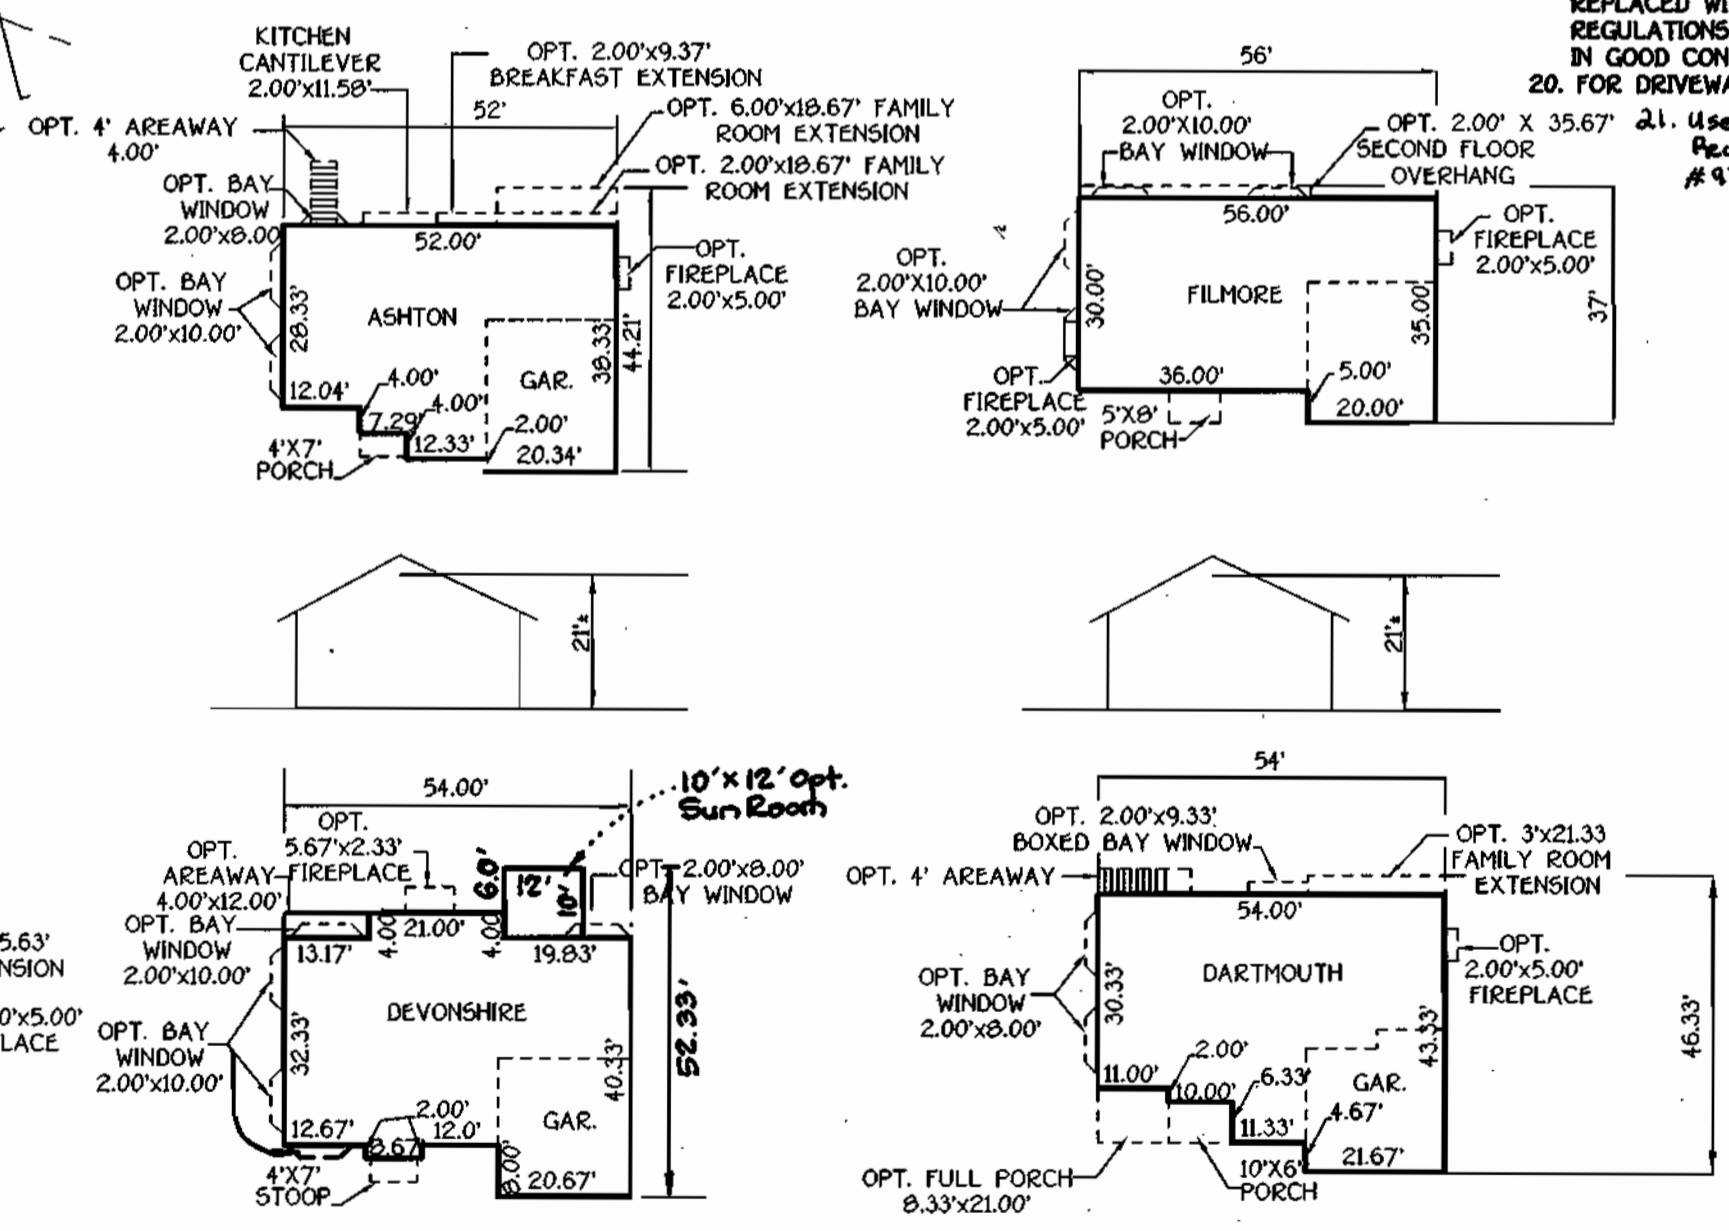 KITCHEN
CANTILEVER
2.00'x11.58'
OPT. 2.00'x9.37'
BREAKFAST EXTENSION
52'
OPT. 6.00'x18.67' FAMILY
ROOM EXTENSION
OPT. 2.00'x18.67' FAMILY
ROOM EXTENSION
OPT. 4' AREAWAY
4.00'
OPT. BAY
WINDOW
2.00'x8.00
52.00'
OPT.
FIREPLACE
2.00'x5.00'
OPT. BAY
WINDOW
2.00'x10.00'
28.33'
ASHTON
38.33'
44.21'
GAR.
12.04'
4.00'
7.29'
4.00'
12.33'
2.00'
20.34'
4'X7'
PORCH
REPLACED
REGULATIONS
IN GOOD CON
20. FOR DRIVEWA
21. Use
#9
56'
OPT.
2.00'X10.00'
BAY WINDOW
OPT. 2.00' X 35.67'
SECOND FLOOR
OVERHANG
56.00'
OPT.
FIREPLACE
2.00'x5.00'
OPT.
2.00'X10.00'
BAY WINDOW
30.00'
FILMORE
35.00'
37'
OPT.
FIREPLACE
2.00'x5.00'
36.00'
5.00'
20.00'
5'X8'
PORCH
21'±
21'±
54.00'
10'x12' Opt.
Sun Room
OPT.
5.67'x2.33'
FIREPLACE
OPT.
AREAWAY
4.00'x12.00'
6.0'
12'
10'
OPT. 2.00'x8.00'
BAY WINDOW
OPT. BAY
WINDOW
2.00'x10.00'
13.17'
4.00
21.00'
4.00
19.83'
5.63'
NSION
0'x5.00'
LACE
DEVONSHIRE
OPT. BAY
WINDOW
2.00'x10.00'
32.33'
40.33'
52.33'
GAR.
12.67'
8.67'
2.00'
12.0'
8.00'
20.67'
4'X7'
STOOP
54'
OPT. 2.00'x9.33'
BOXED BAY WINDOW
OPT. 3'x21.33
FAMILY ROOM
EXTENSION
OPT. 4' AREAWAY
54.00'
OPT.
2.00'x5.00'
FIREPLACE
OPT. BAY
WINDOW
2.00'x8.00'
30.33'
DARTMOUTH
43.33'
46.33'
GAR.
11.00'
2.00'
10.00'
6.33'
11.33'
4.67'
21.67'
OPT. FULL PORCH
8.33'x21.00'
10'X6'
PORCH